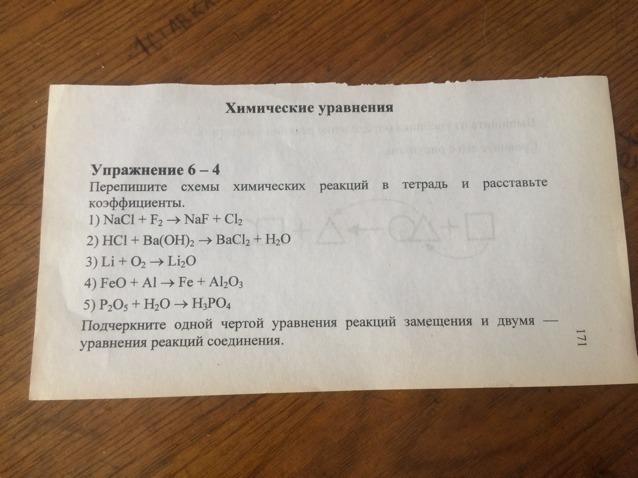 Химические уравнения
Упражнение 6 – 4
Перепишите схемы химических реакций в тетрадь и расставьте
коэффициенты.
1) NaCl + F₂ → NaF + Cl₂
2) HCl + Ba(OH)₂ → BaCl₂ + H₂O
3) Li + O₂ → Li₂O
4) FeO + Al → Fe + Al₂O₃
5) P₂O₅ + H₂O → H₃PO₄
Подчеркните одной чертой уравнения реакций замещения и двумя —
уравнения реакций соединения.
171